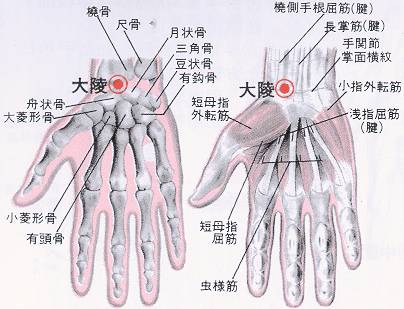 橈骨
尺骨
月状骨
三角骨
豆状骨
有鈎骨
大陵
舟状骨
大菱形骨
小菱形骨
有頭骨
橈側手根屈筋(腱)
長掌筋(腱)
手関節
掌面横紋
大陵
小指外転筋
短母指
外転筋
浅指屈筋
(腱)
短母指
屈筋
虫様筋